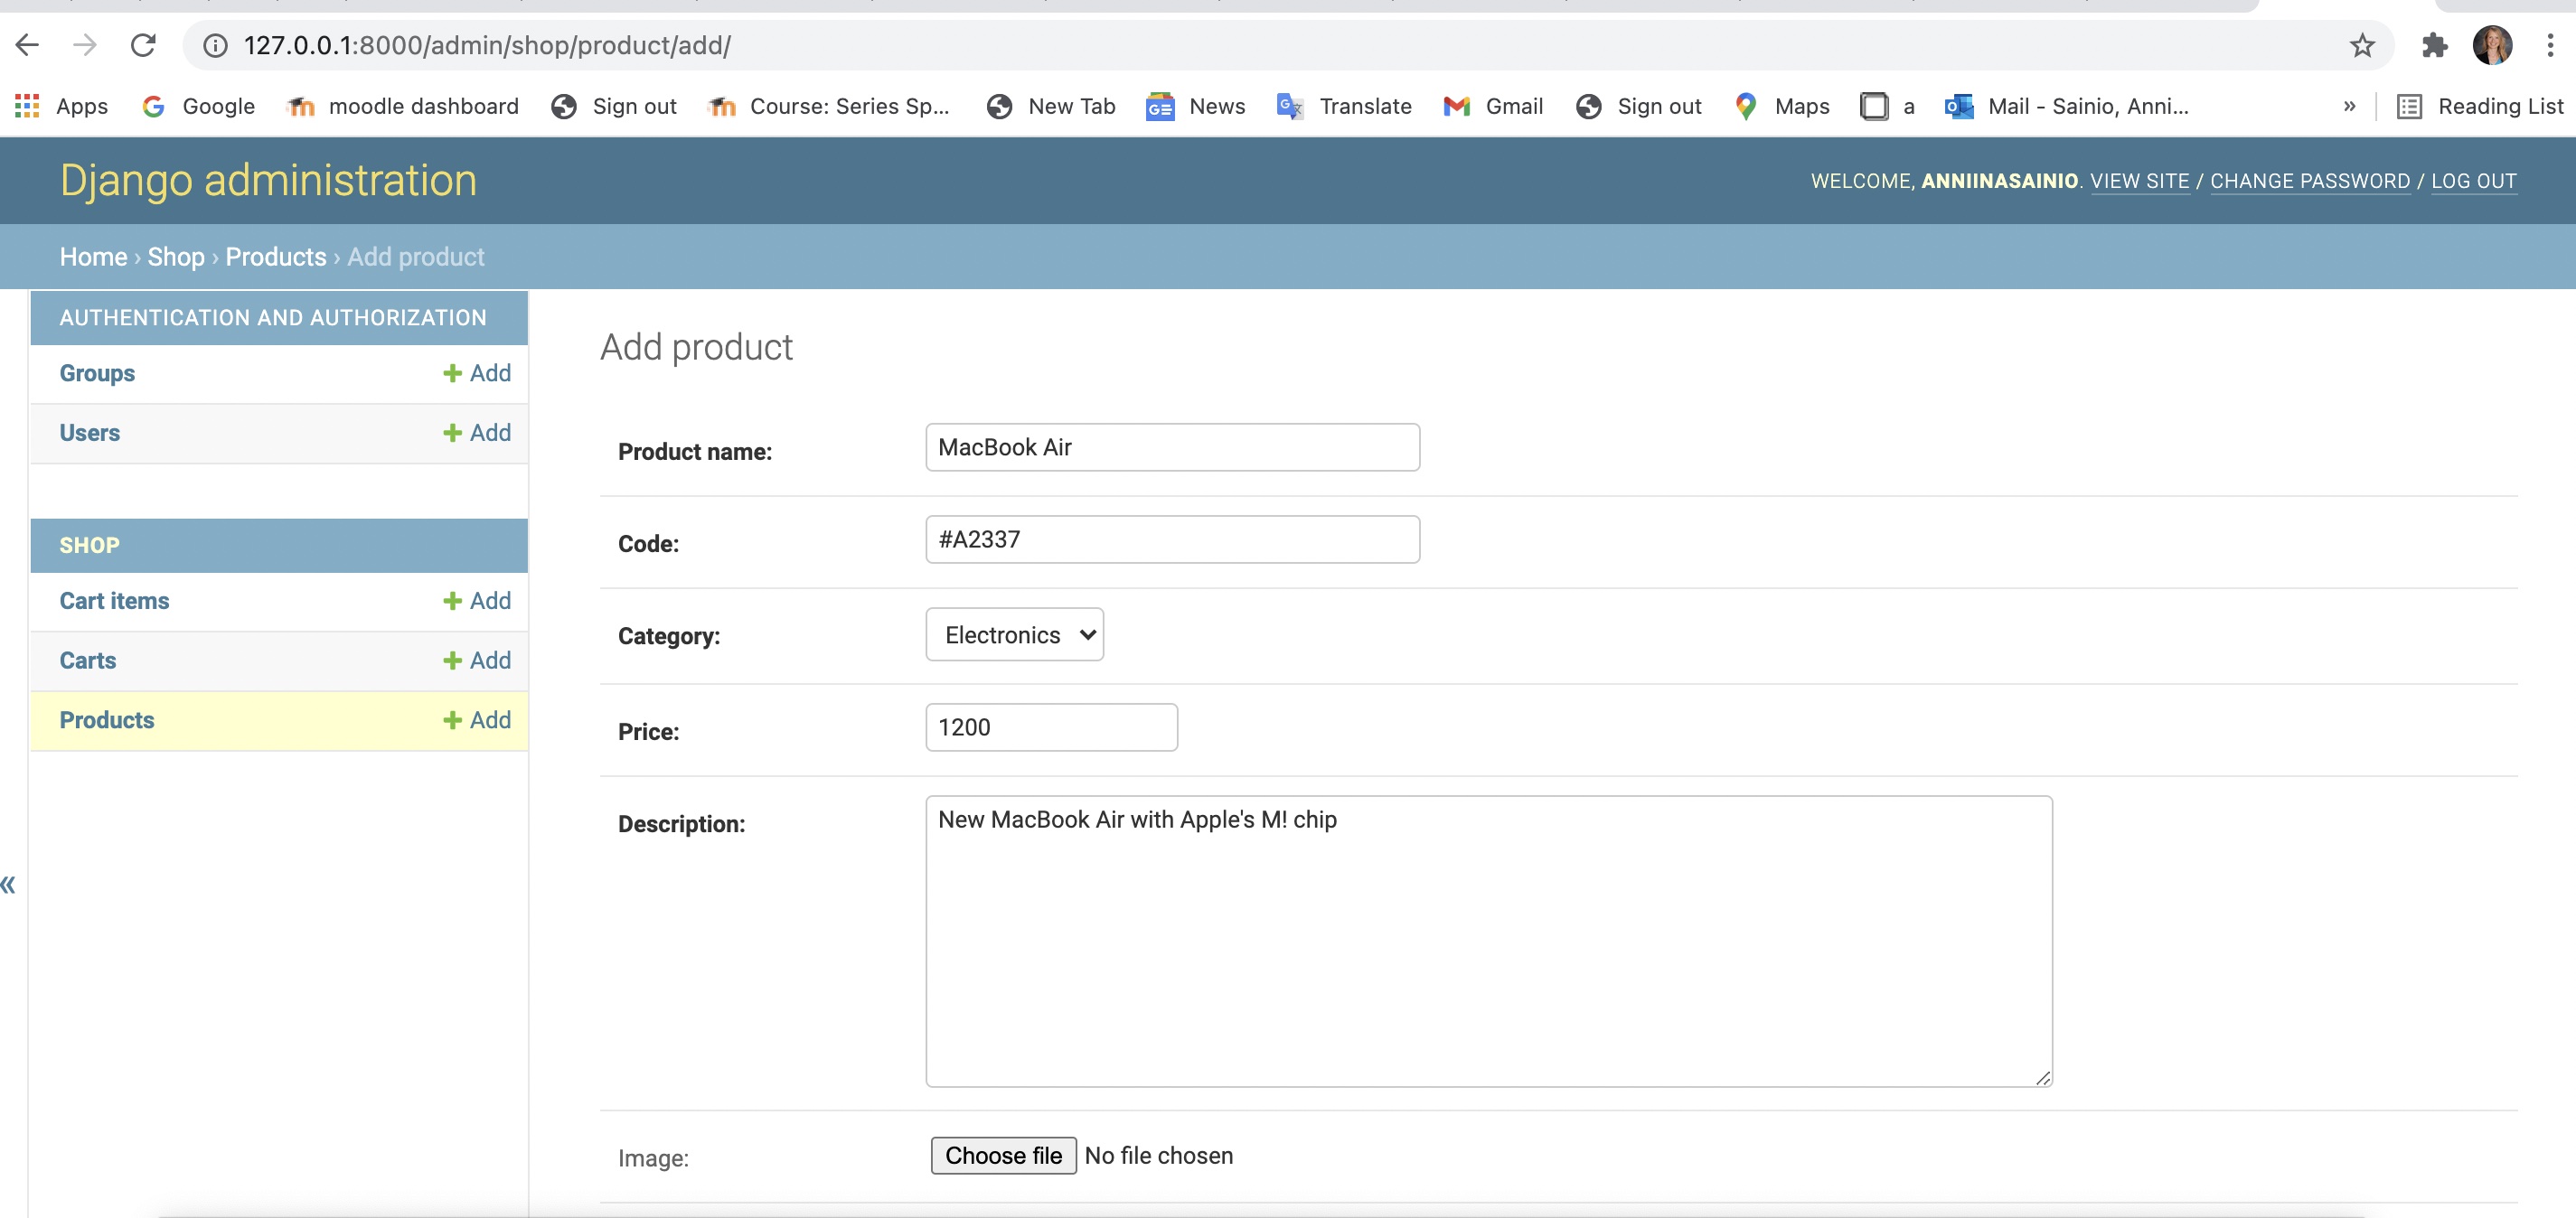 127.0.0.1:8000/admin/shop/product/add/
Apps Google moodle dashboard Sign out Course: Series Sp... New Tab News Translate Gmail Sign out Maps a Mail - Sainio, Anni... » Reading List
Django administration
WELCOME, ANNIINASAINIO. VIEW SITE / CHANGE PASSWORD / LOG OUT
Home › Shop › Products › Add product
AUTHENTICATION AND AUTHORIZATION
Groups + Add
Users + Add
SHOP
Cart items + Add
Carts + Add
Products + Add
«
Add product
Product name: MacBook Air
Code: #A2337
Category: Electronics
Price: 1200
Description: New MacBook Air with Apple's M! chip
Image: Choose file No file chosen